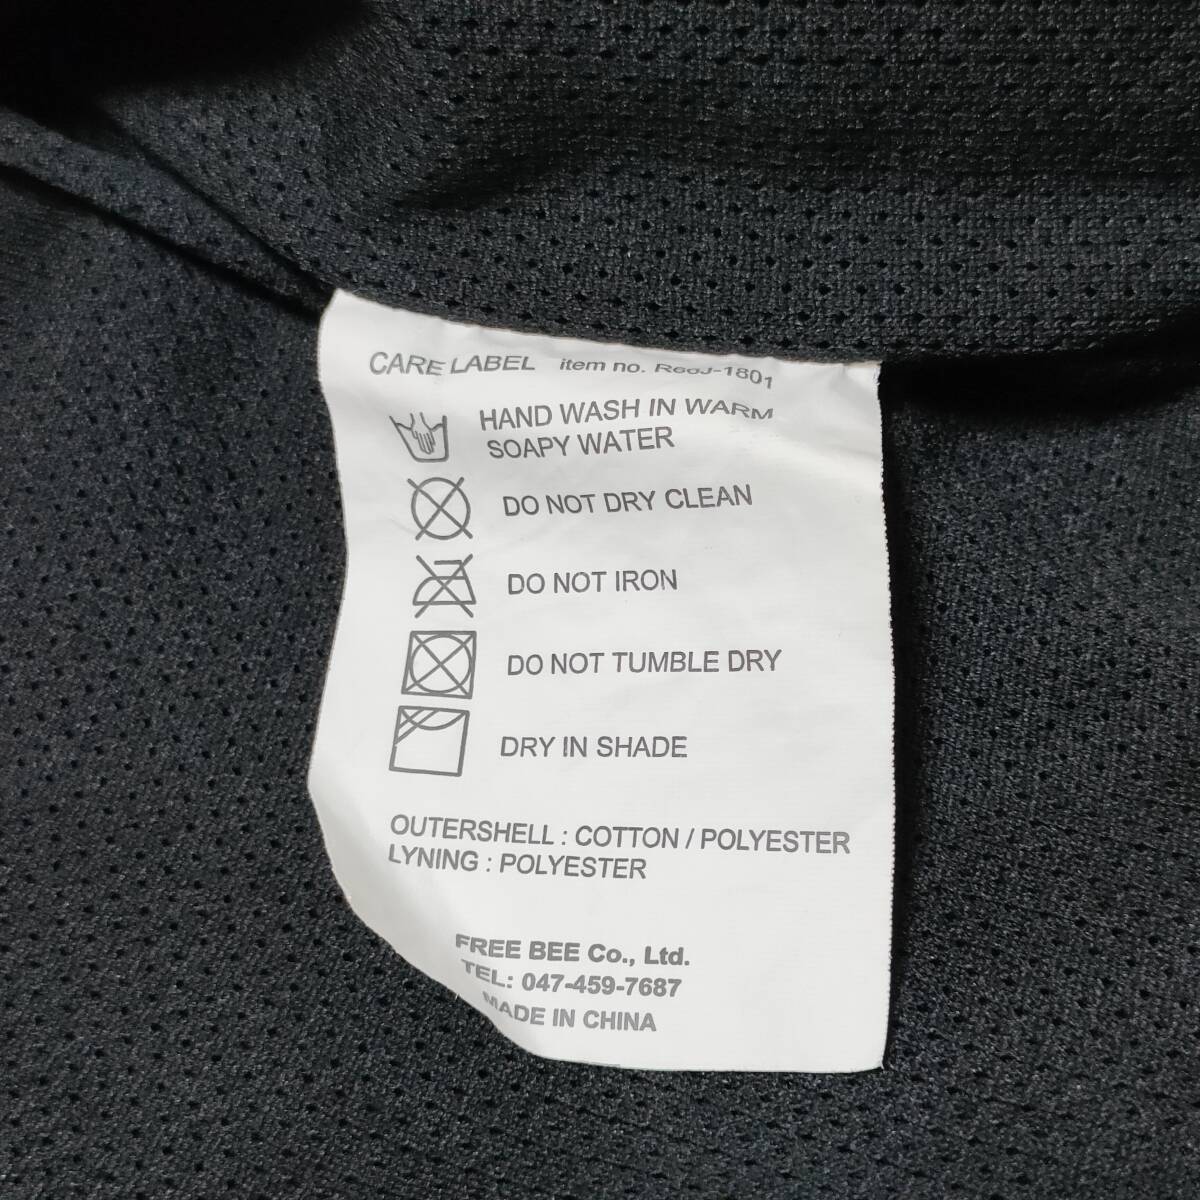 CARE LABEL item no.
HAND WASH IN WARM
SOAPY WATER
DO NOT DRY CLEAN
DO NOT IRON
DO NOT TUMBLE DRY
DRY IN SHADE
OUTERSHELL : COTTON / POLYESTER
LYNING : POLYESTER
FREE BEE Co., Ltd.
TEL: 047-459-7687
MADE IN CHINA